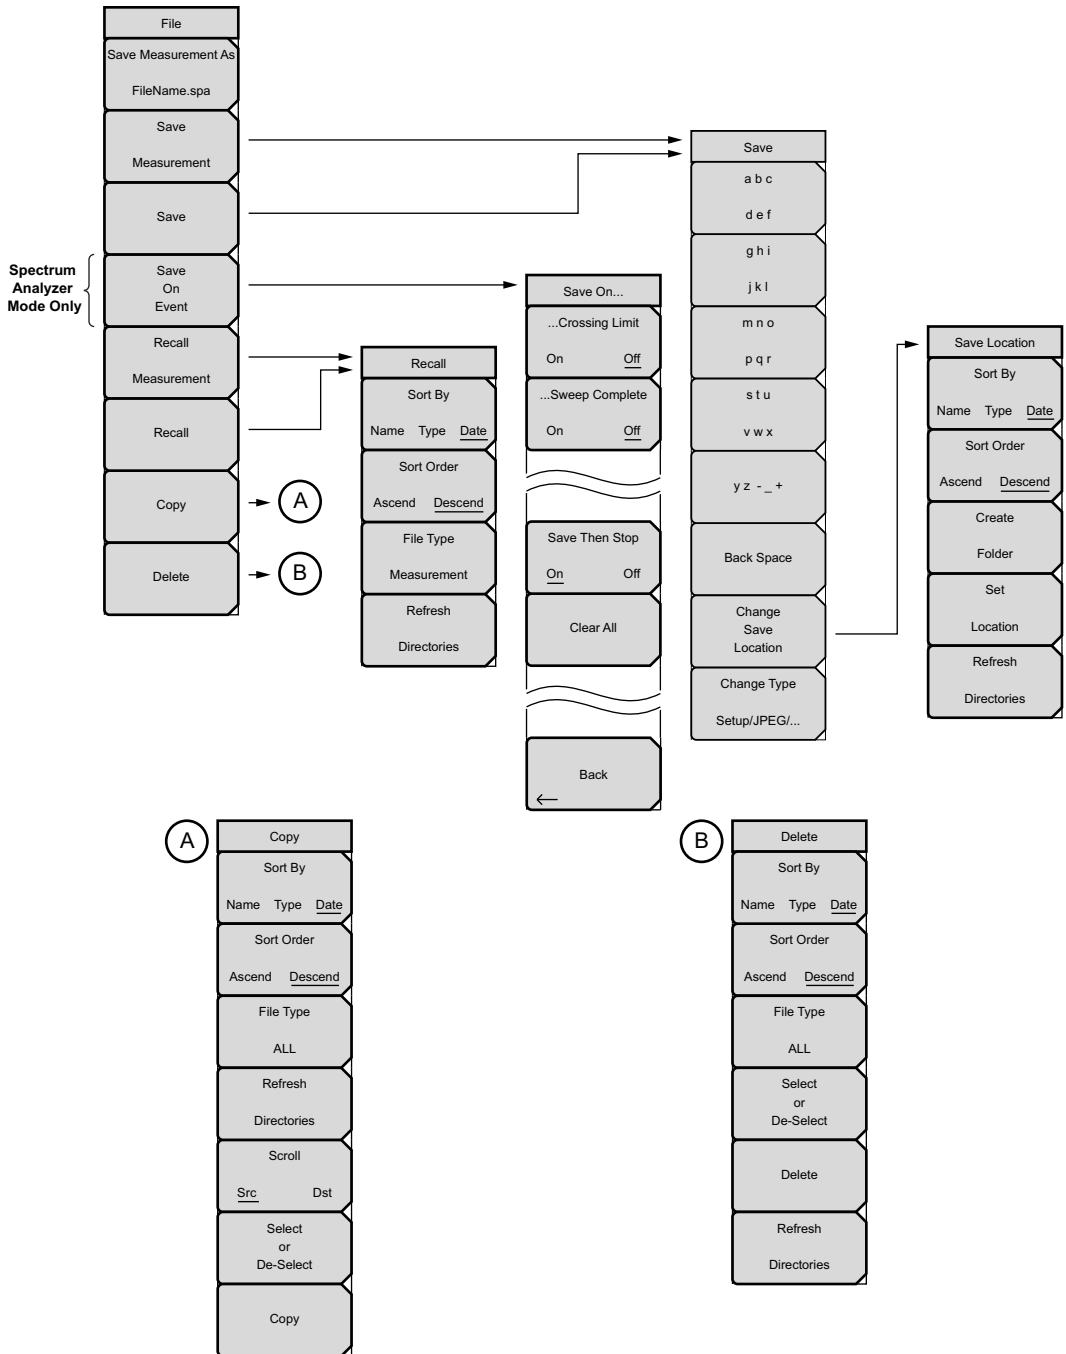 File
Save Measurement As
FileName.spa
Save
Measurement
Save
Spectrum
Analyzer
Mode Only
Save
On
Event
Recall
Measurement
Recall
Copy
A
Delete
B
Recall
Sort By
Name Type Date
Sort Order
Ascend Descend
File Type
Measurement
Refresh
Directories
Save On...
...Crossing Limit
On Off
...Sweep Complete
On Off
Save Then Stop
On Off
Clear All
Back
Save
a b c
d e f
g h i
j k l
m n o
p q r
s t u
v w x
y z - _ +
Back Space
Change
Save
Location
Change Type
Setup/JPEG/...
Save Location
Sort By
Name Type Date
Sort Order
Ascend Descend
Create
Folder
Set
Location
Refresh
Directories
A
Copy
Sort By
Name Type Date
Sort Order
Ascend Descend
File Type
ALL
Refresh
Directories
Scroll
Src Dst
Select
or
De-Select
Copy
B
Delete
Sort By
Name Type Date
Sort Order
Ascend Descend
File Type
ALL
Select
or
De-Select
Delete
Refresh
Directories